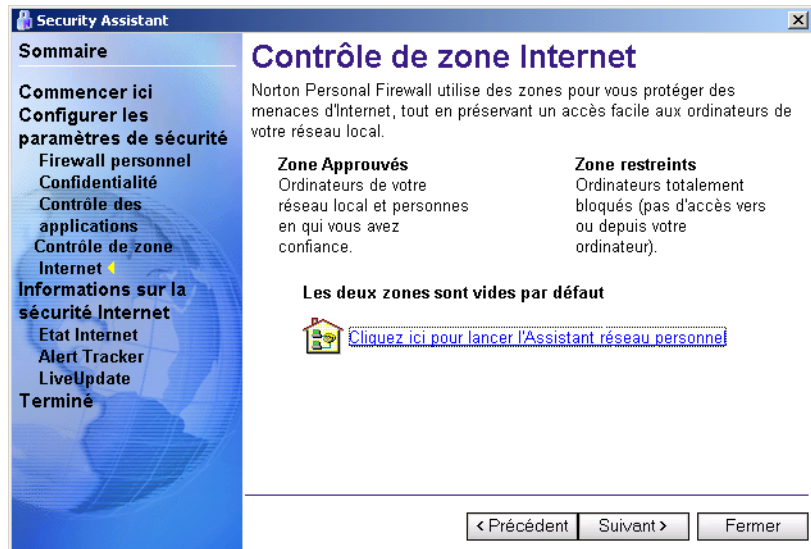 Security Assistant
Sommaire
Commencer ici
Configurer les
paramètres de sécurité
Firewall personnel
Confidentialité
Contrôle des
applications
Contrôle de zone
Internet
Informations sur la
sécurité Internet
Etat Internet
Alert Tracker
LiveUpdate
Terminé
Contrôle de zone Internet
Norton Personal Firewall utilise des zones pour vous protéger des
menaces d'Internet, tout en préservant un accès facile aux ordinateurs de
votre réseau local.
Zone Approuvés
Ordinateurs de votre
réseau local et personnes
en qui vous avez
confiance.
Zone restreints
Ordinateurs totalement
bloqués (pas d'accès vers
ou depuis votre
ordinateur).
Les deux zones sont vides par défaut
Cliquez ici pour lancer l'Assistant réseau personnel
< Précédent
Suivant >
Fermer